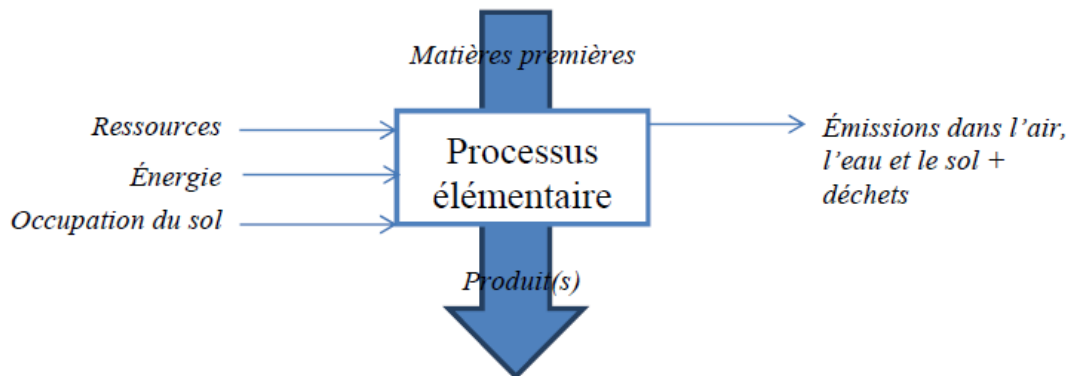 Matières premières
Ressources
Énergie
Occupation du sol
Processus
élémentaire
Émissions dans l’air,
l’eau et le sol +
déchets
Produit(s)